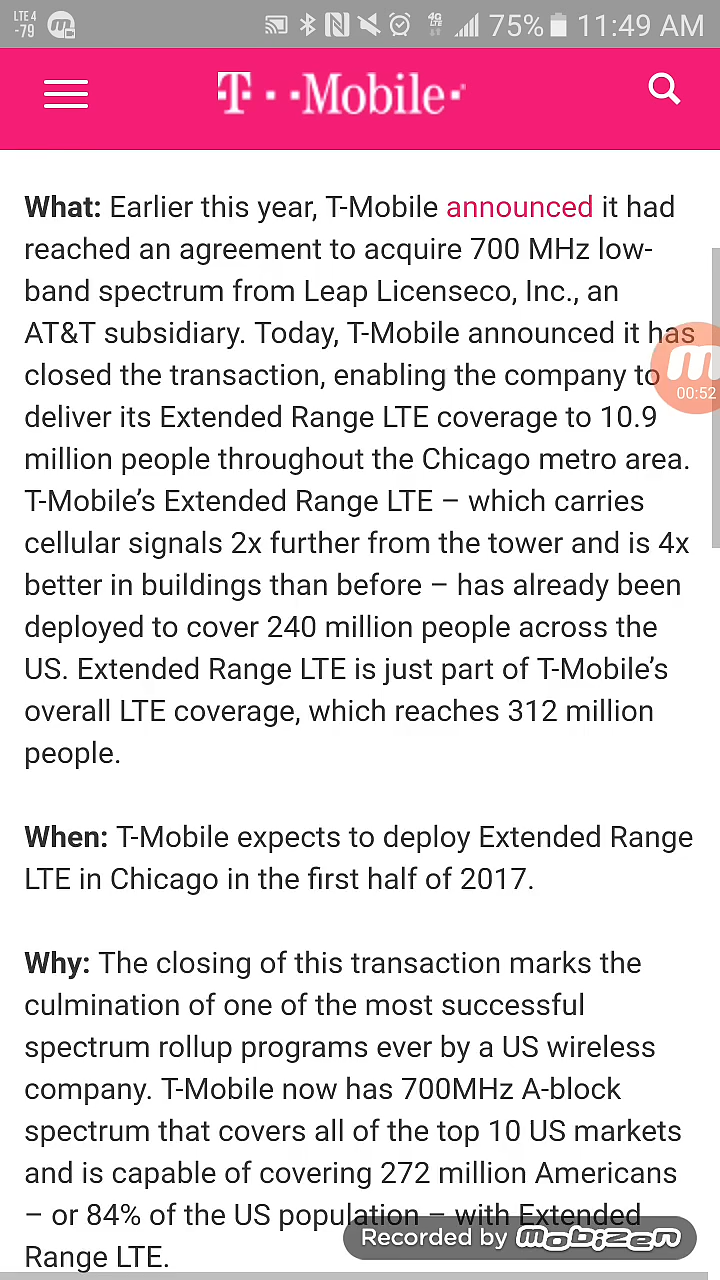 LTE 4
-79
4G
LTE
75% 11:49 AM
T··Mobile·
What: Earlier this year, T-Mobile announced it had
reached an agreement to acquire 700 MHz low-
band spectrum from Leap Licenseco, Inc., an
AT&T subsidiary. Today, T-Mobile announced it has
closed the transaction, enabling the company to
00:52
deliver its Extended Range LTE coverage to 10.9
million people throughout the Chicago metro area.
T-Mobile’s Extended Range LTE – which carries
cellular signals 2x further from the tower and is 4x
better in buildings than before – has already been
deployed to cover 240 million people across the
US. Extended Range LTE is just part of T-Mobile’s
overall LTE coverage, which reaches 312 million
people.
When: T-Mobile expects to deploy Extended Range
LTE in Chicago in the first half of 2017.
Why: The closing of this transaction marks the
culmination of one of the most successful
spectrum rollup programs ever by a US wireless
company. T-Mobile now has 700MHz A-block
spectrum that covers all of the top 10 US markets
and is capable of covering 272 million Americans
– or 84% of the US population – with Extended
Range LTE.
Recorded by mobizen